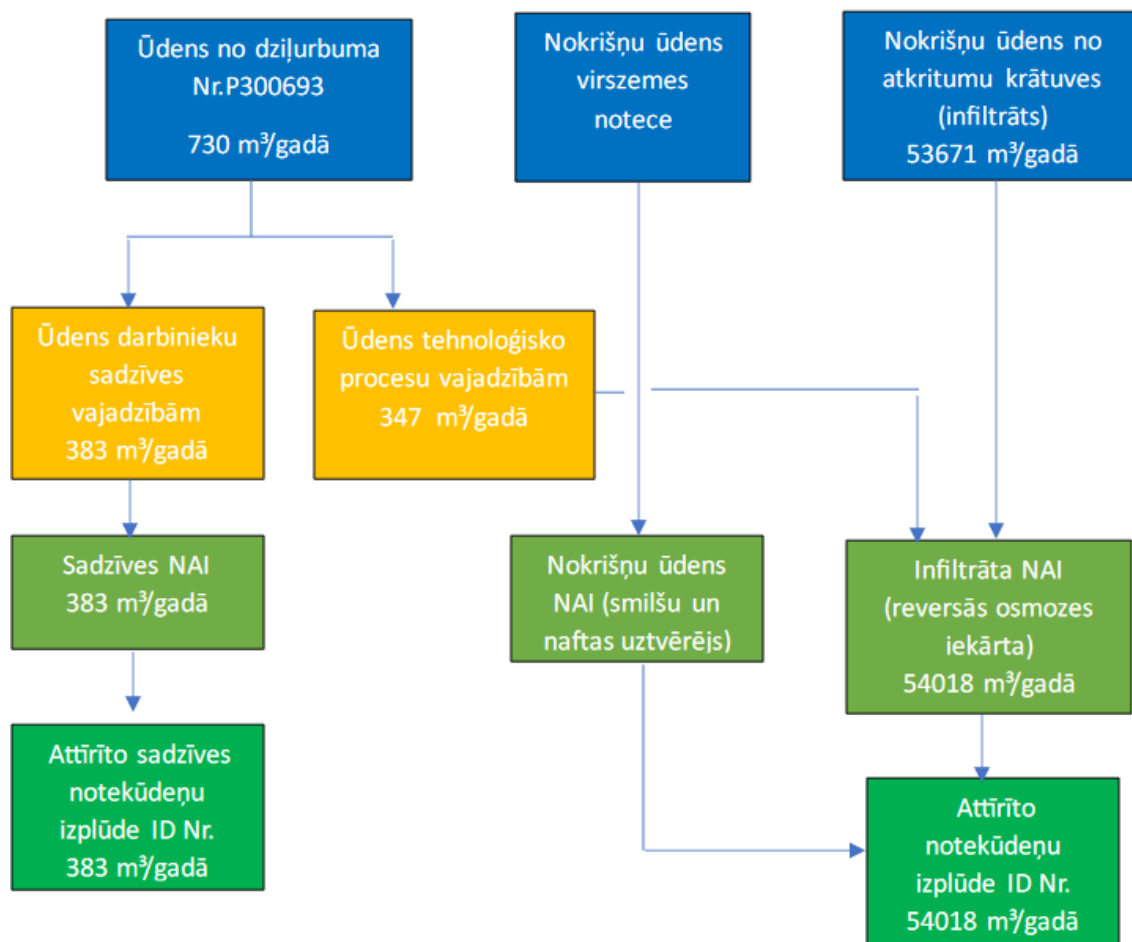 Ūdens no dziļurbuma
Nr.P300693
730 m³/gadā
Nokrišņu ūdens
virszemes
notece
Nokrišņu ūdens no
atkritumu krātuves
(infiltrāts)
53671 m³/gadā
Ūdens darbinieku
sadzīves
vajadzībām
383 m³/gadā
Ūdens tehnoloģisko
procesu vajadzībām
347 m³/gadā
Sadzīves NAI
383 m³/gadā
Nokrišņu ūdens
NAI (smilšu un
naftas uztvērējs)
Infiltrāta NAI
(reversās osmozes
iekārta)
54018 m³/gadā
Attīrīto sadzīves
notekūdeņu
izplūde ID Nr.
383 m³/gadā
Attīrīto
notekūdeņu
izplūde ID Nr.
54018 m³/gadā